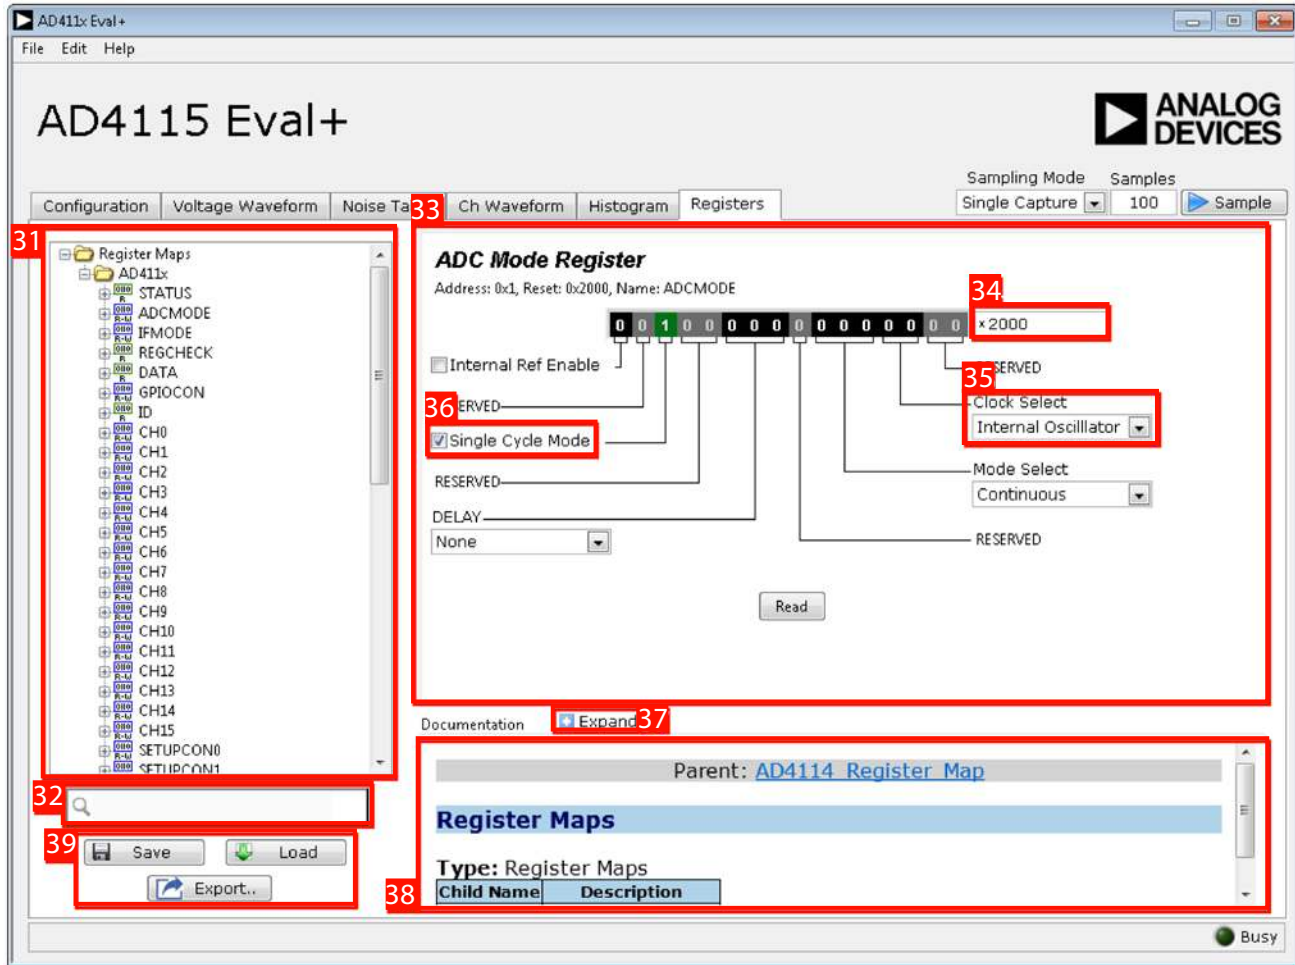 AD411x Eval+
File Edit Help
AD4115 Eval+
ANALOG
DEVICES
Sampling Mode Samples
Configuration Voltage Waveform Noise Ta 33 Ch Waveform Histogram Registers Single Capture 100 Sample
31
Register Maps
AD411x
STATUS
ADCMODE
IFMODE
REGCHECK
DATA
GPIOCON
ID
CH0
CH1
CH2
CH3
CH4
CH5
CH6
CH7
CH8
CH9
CH10
CH11
CH12
CH13
CH14
CH15
SETUPCON0
SETUPCON1
32
39
Save Load
Export..
ADC Mode Register
Address: 0x1, Reset: 0x2000, Name: ADCMODE
34
0 0 1 0 0 0 0 0 0 0 0 0 0 0 0 0 x 2000
Internal Ref Enable
RESERVED
35
36
ERVED
Clock Select
Internal Oscilllator
Single Cycle Mode
Mode Select
Continuous
RESERVED
DELAY
None
RESERVED
Read
Documentation Expand 37
38
Parent: AD4114 Register Map
Register Maps
Type: Register Maps
Child Name Description
Busy